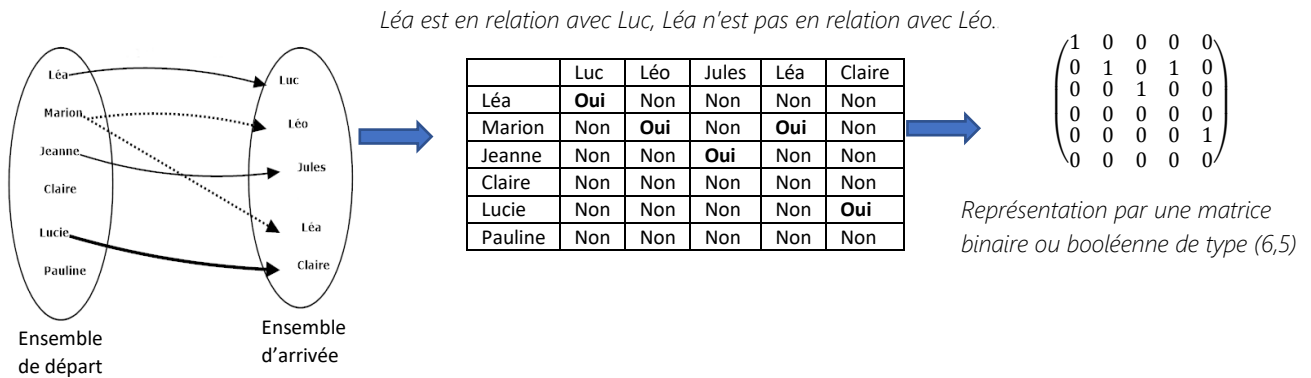 Léa est en relation avec Luc, Léa n'est pas en relation avec Léo.
Léa
Marion
Jeanne
Claire
Lucie
Pauline
Ensemble
de départ
Luc
Léo
Jules
Léa
Claire
Ensemble
d'arrivée
Luc Léo Jules Léa Claire
Léa Oui Non Non Non Non
Marion Non Oui Non Oui Non
Jeanne Non Non Oui Non Non
Claire Non Non Non Non Non
Lucie Non Non Non Non Oui
Pauline Non Non Non Non Non
1 0 0 0 0
0 1 0 1 0
0 0 1 0 0
0 0 0 0 0
0 0 0 0 1
0 0 0 0 0
Représentation par une matrice
binaire ou booléenne de type (6,5)